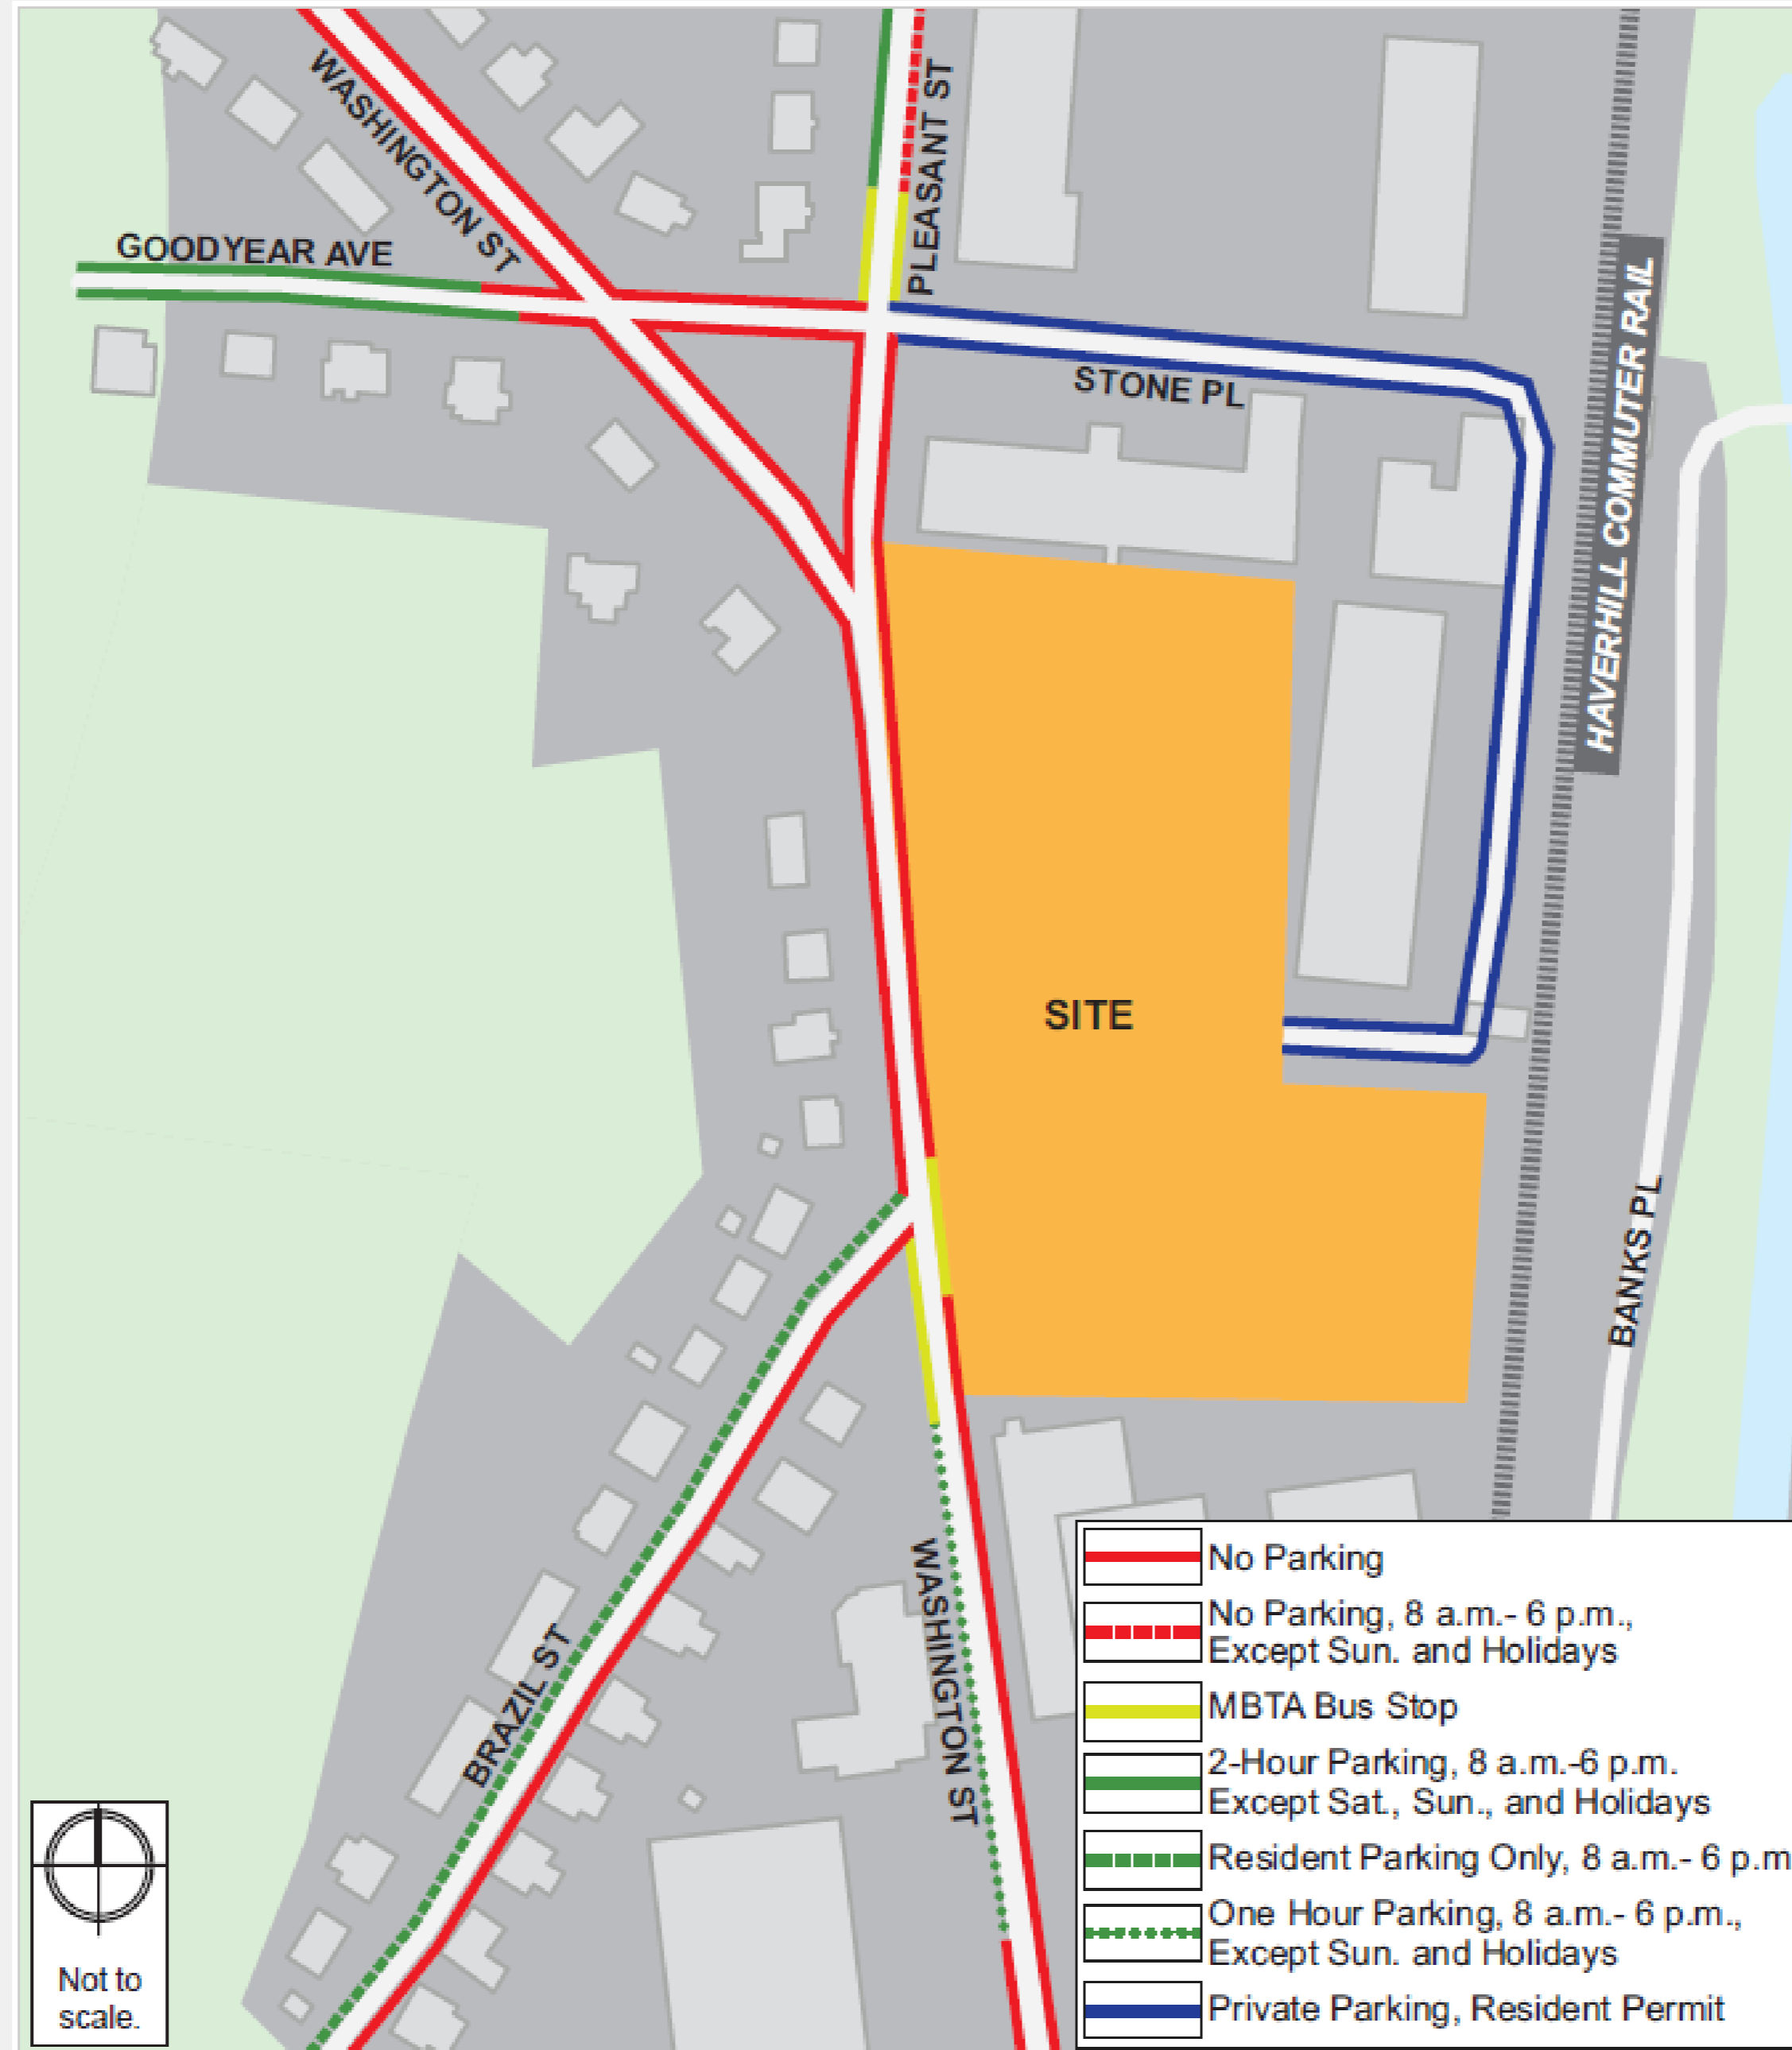 WASHINGTON ST
PLEASANT ST
GOODYEAR AVE
STONE PL
HAVERHILL COMMUTER RAIL
SITE
BANKS PL
BRAZIL ST
WASHINGTON ST
No Parking
No Parking, 8 a.m.- 6 p.m.,
Except Sun. and Holidays
MBTA Bus Stop
2-Hour Parking, 8 a.m.-6 p.m.
Except Sat., Sun., and Holidays
Resident Parking Only, 8 a.m.- 6 p.m
One Hour Parking, 8 a.m.- 6 p.m.,
Except Sun. and Holidays
Private Parking, Resident Permit
Not to
scale.